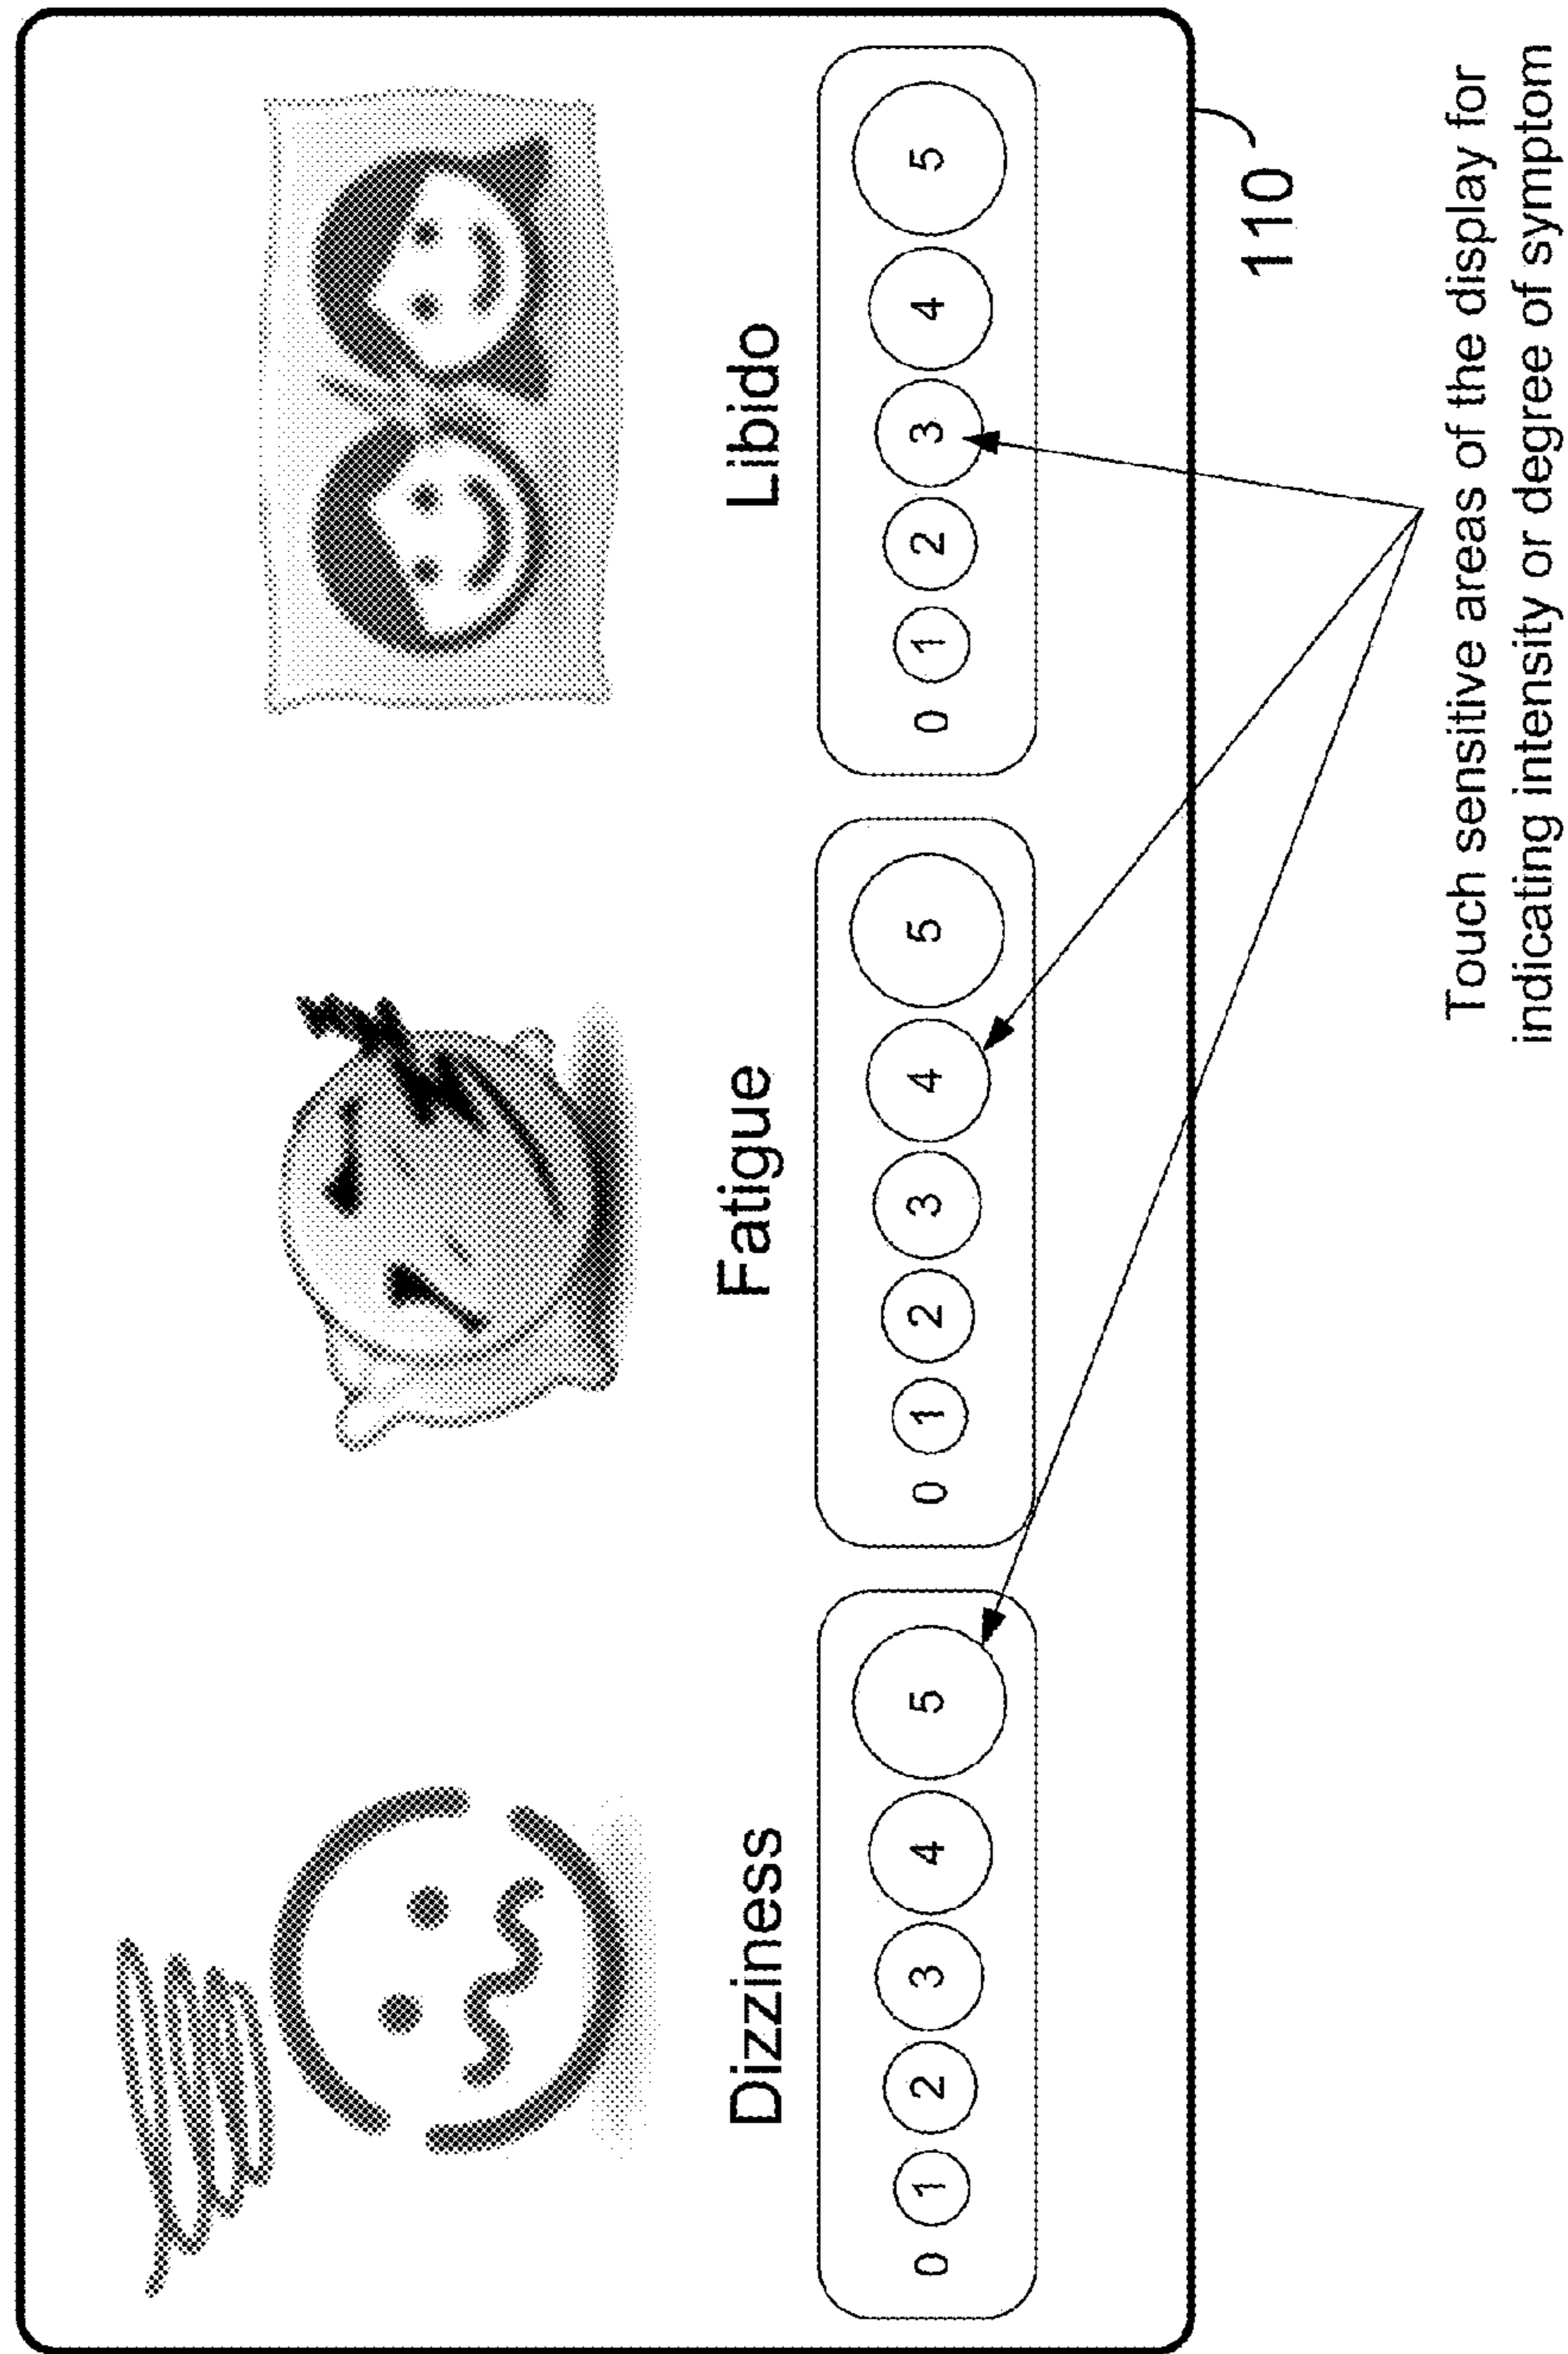 Dizziness
0 1 2 3 4 5
Fatigue
0 1 2 3 4 5
Libido
0 1 2 3 4 5
110
Touch sensitive areas of the display for
indicating intensity or degree of symptom